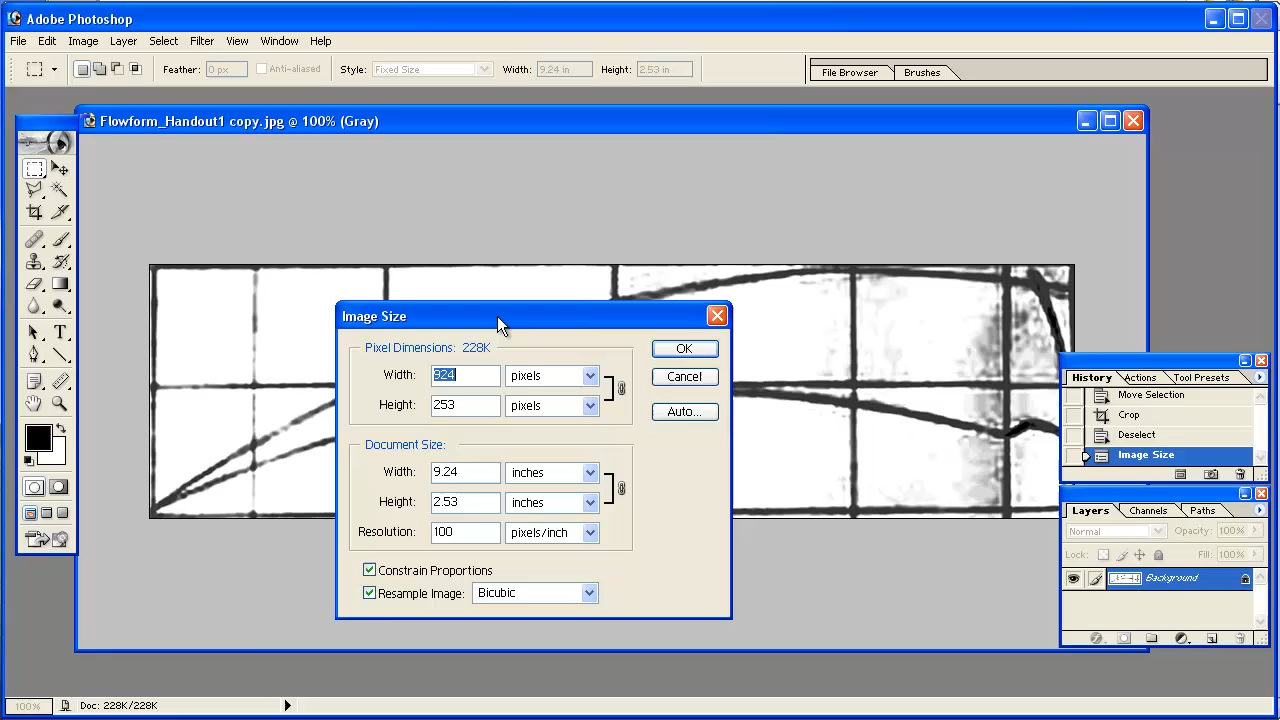 Adobe Photoshop
File Edit Image Layer Select Filter View Window Help
Feather: 0 px Anti-aliased Style: Fixed Size Width: 9.24 in Height: 2.53 in File Browser Brushes
Flowform_Handout1 copy.jpg @ 100% (Gray)
Image Size
Pixel Dimensions: 228K
Width: 924 pixels
Height: 253 pixels
OK
Cancel
Auto...
Document Size:
Width: 9.24 inches
Height: 2.53 inches
Resolution: 100 pixels/inch
Constrain Proportions
Resample Image: Bicubic
History Actions Tool Presets
Move Selection
Crop
Deselect
Image Size
Layers Channels Paths
Normal Opacity: 100%
Lock: Fill: 100%
Background
100% Doc: 228K/228K